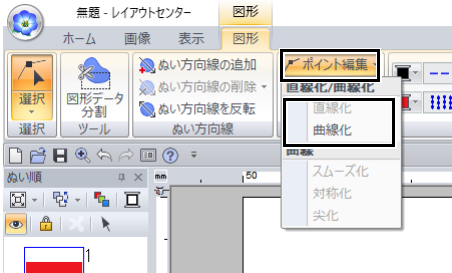 無題 - レイアウトセンター
図形
ホーム 画像 表示 図形
選択
選択
図形データ
分割
ツール
ぬい方向線の追加
ぬい方向線の削除
ぬい方向線を反転
ぬい方向線
ポイント編集
直線化/曲線化
直線化
曲線化
曲線
スムーズ化
対称化
尖化
ぬい順
mm
50
1